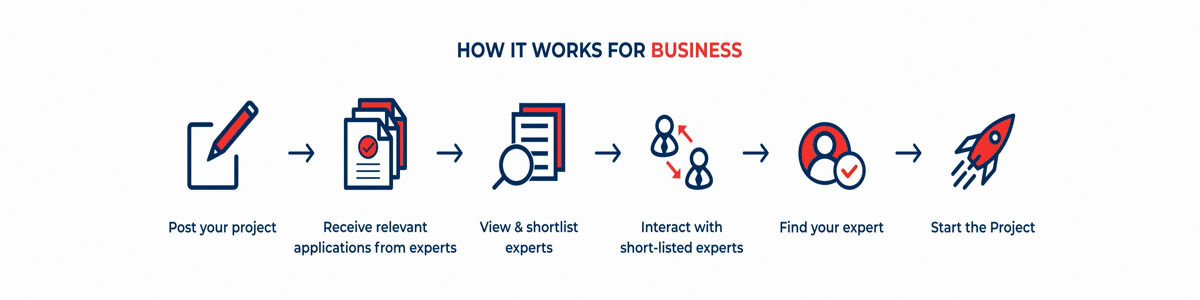 HOW IT WORKS FOR BUSINESS
Post your project
Receive relevant
applications from experts
View & shortlist
experts
Interact with
short-listed experts
Find your expert
Start the Project